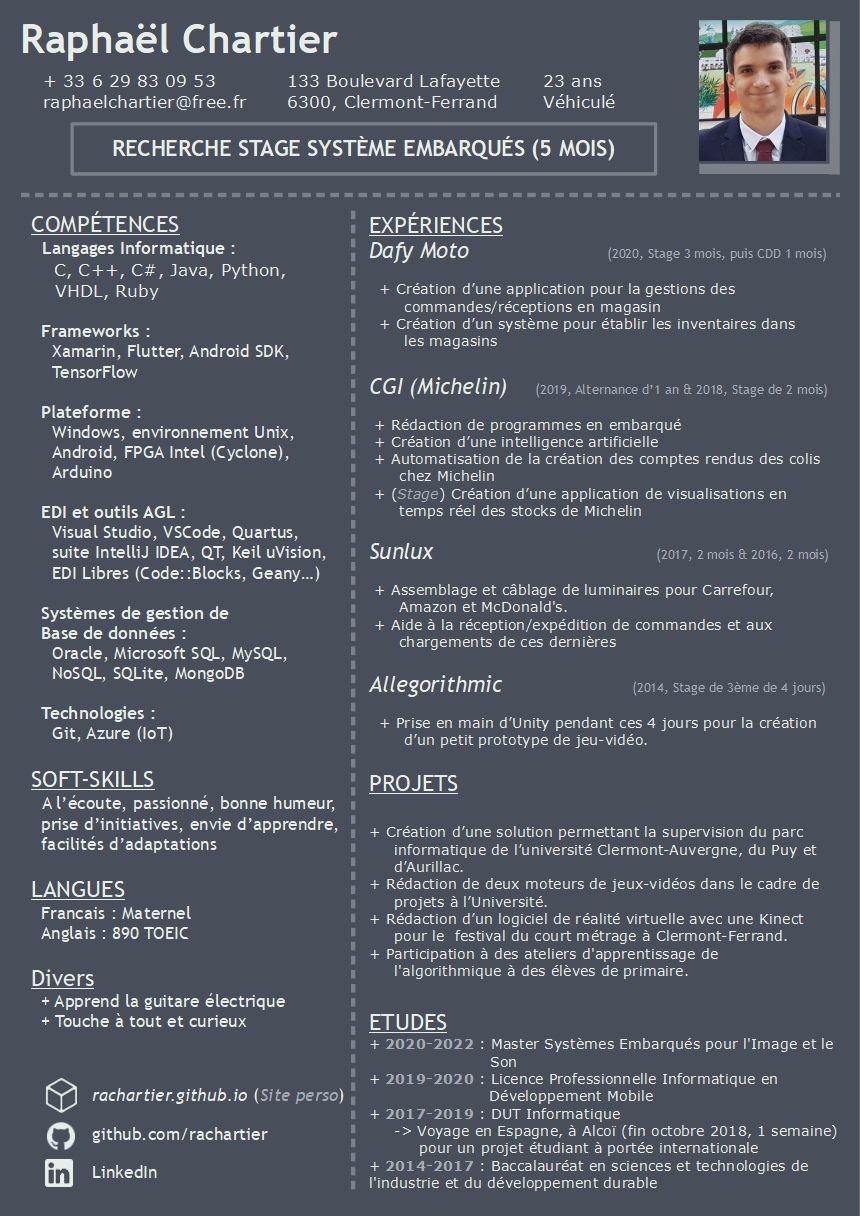 Raphaël Chartier
+ 33 6 29 83 09 53
raphaelchartier@free.fr
133 Boulevard Lafayette
6300, Clermont-Ferrand
23 ans
Véhiculé
RECHERCHE STAGE SYSTÈME EMBARQUÉS (5 MOIS)
COMPÉTENCES
Langages Informatique :
C, C++, C#, Java, Python,
VHDL, Ruby
Frameworks :
Xamarin, Flutter, Android SDK,
TensorFlow
Plateforme :
Windows, environnement Unix,
Android, FPGA Intel (Cyclone),
Arduino
EDI et outils AGL :
Visual Studio, VSCode, Quartus,
suite IntelliJ IDEA, QT, Keil uVision,
EDI Libres (Code::Blocks, Geany…)
Systèmes de gestion de
Base de données :
Oracle, Microsoft SQL, MySQL,
NoSQL, SQLite, MongoDB
Technologies :
Git, Azure (IoT)
SOFT-SKILLS
A l’écoute, passionné, bonne humeur,
prise d’initiatives, envie d’apprendre,
facilités d’adaptations
LANGUES
Francais : Maternel
Anglais : 890 TOEIC
Divers
+ Apprend la guitare électrique
+ Touche à tout et curieux
rachartier.github.io (Site perso)
github.com/rachartier
LinkedIn
EXPÉRIENCES
Dafy Moto (2020, Stage 3 mois, puis CDD 1 mois)
+ Création d’une application pour la gestions des
commandes/réceptions en magasin
+ Création d’un système pour établir les inventaires dans
les magasins
CGI (Michelin) (2019, Alternance d’1 an & 2018, Stage de 2 mois)
+ Rédaction de programmes en embarqué
+ Création d’une intelligence artificielle
+ Automatisation de la création des comptes rendus des colis
chez Michelin
+ (Stage) Création d’une application de visualisations en
temps réel des stocks de Michelin
Sunlux (2017, 2 mois & 2016, 2 mois)
+ Assemblage et câblage de luminaires pour Carrefour,
Amazon et McDonald's.
+ Aide à la réception/expédition de commandes et aux
chargements de ces dernières
Allegorithmic (2014, Stage de 3ème de 4 jours)
+ Prise en main d’Unity pendant ces 4 jours pour la création
d’un petit prototype de jeu-vidéo.
PROJETS
+ Création d’une solution permettant la supervision du parc
informatique de l’université Clermont-Auvergne, du Puy et
d’Aurillac.
+ Rédaction de deux moteurs de jeux-vidéos dans le cadre de
projets à l’Université.
+ Rédaction d’un logiciel de réalité virtuelle avec une Kinect
pour le festival du court métrage à Clermont-Ferrand.
+ Participation à des ateliers d'apprentissage de
l'algorithmique à des élèves de primaire.
ETUDES
+ 2020-2022 : Master Systèmes Embarqués pour l'Image et le
Son
+ 2019-2020 : Licence Professionnelle Informatique en
Développement Mobile
+ 2017-2019 : DUT Informatique
-> Voyage en Espagne, à Alcoï (fin octobre 2018, 1 semaine)
pour un projet étudiant à portée internationale
+ 2014-2017 : Baccalauréat en sciences et technologies de
l'industrie et du développement durable